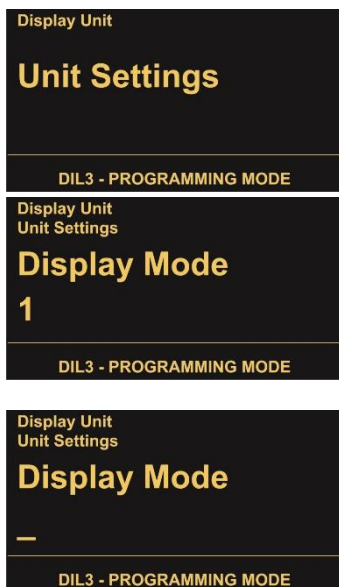 Display Unit
Unit Settings
DIL3 - PROGRAMMING MODE
Display Unit
Unit Settings
Display Mode
1
DIL3 - PROGRAMMING MODE
Display Unit
Unit Settings
Display Mode
_
DIL3 - PROGRAMMING MODE